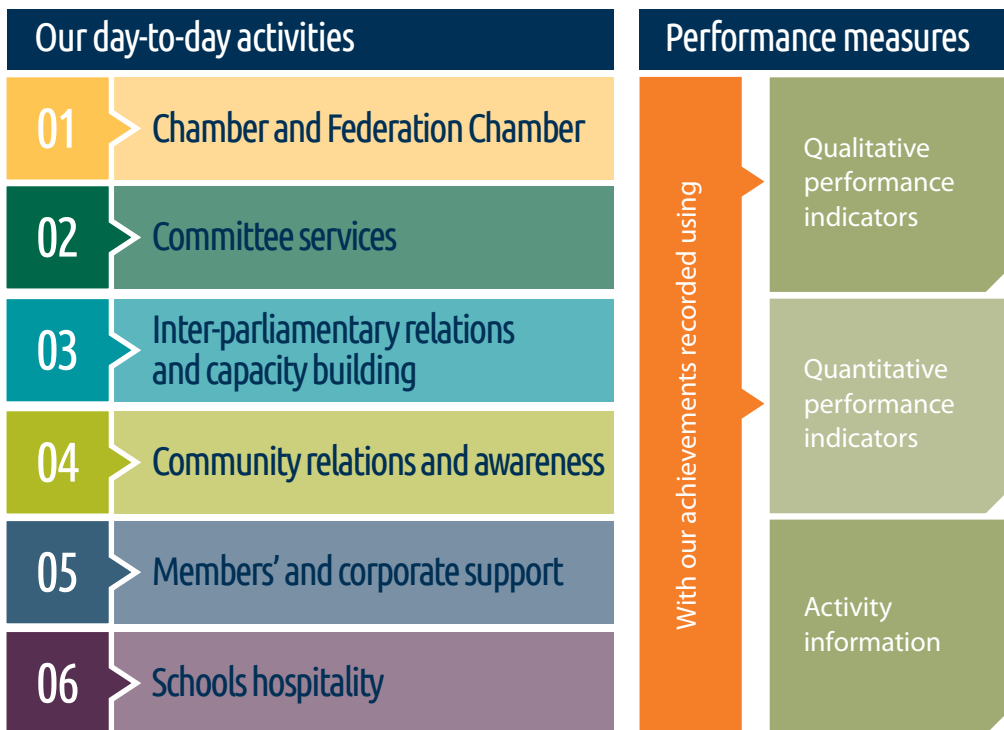 Our day-to-day activities
01
Chamber and Federation Chamber
02
Committee services
03
Inter-parliamentary relations
and capacity building
04
Community relations and awareness
05
Members’ and corporate support
06
Schools hospitality
Performance measures
With our achievements recorded using
Qualitative
performance
indicators
Quantitative
performance
indicators
Activity
information